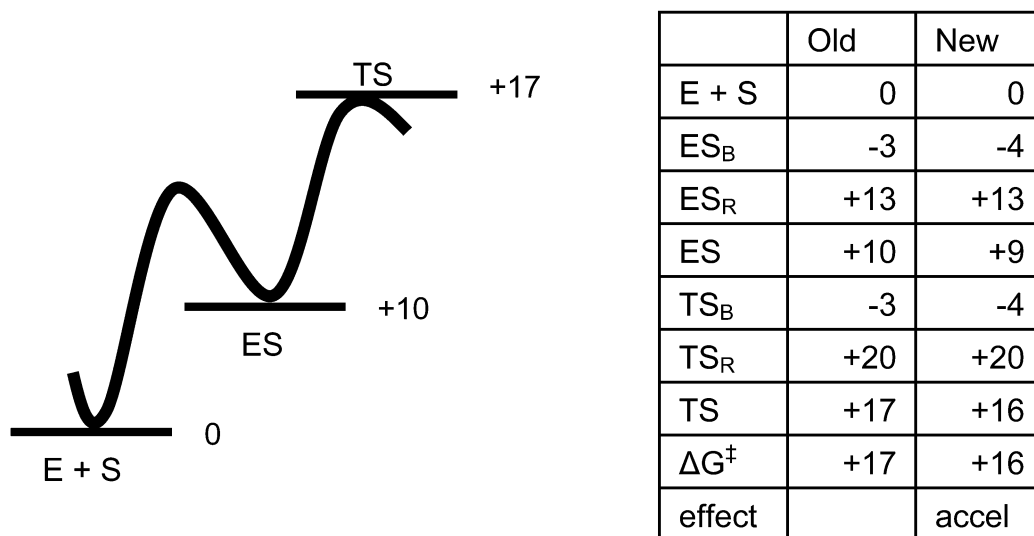 TS
+17
+10
ES
0
E + S
Old New
E + S 0 0
ES_B -3 -4
ES_R +13 +13
ES +10 +9
TS_B -3 -4
TS_R +20 +20
TS +17 +16
ΔG‡ +17 +16
effect accel